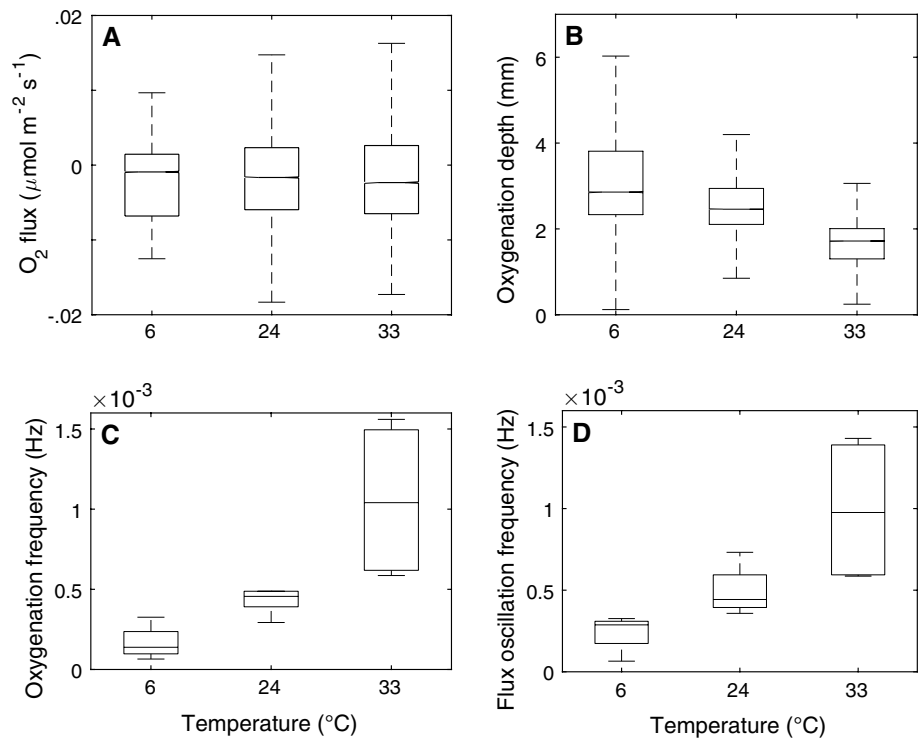 A
.02
0
-.02
O2 flux (μmol m-2 s-1)
6 24 33
B
6
4
2
0
Oxygenation depth (mm)
6 24 33
×10-3
C
1.5
1
0.5
0
Oxygenation frequency (Hz)
6 24 33
Temperature (°C)
×10-3
D
1.5
1
0.5
0
Flux oscillation frequency (Hz)
6 24 33
Temperature (°C)